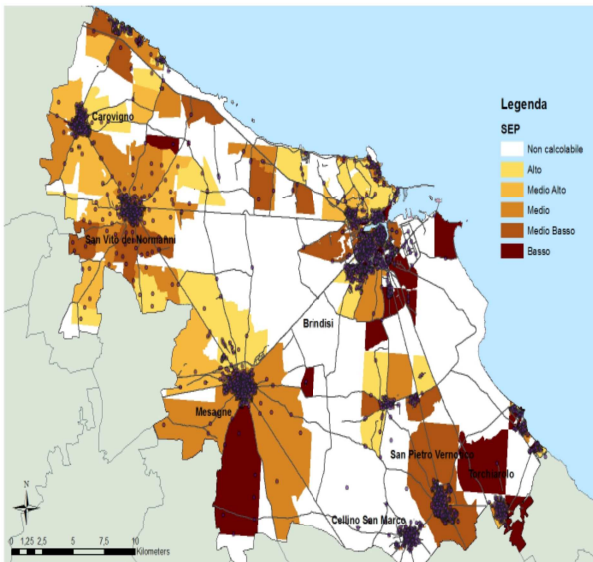 Legenda
SEP
Non calcolabile
Alto
Medio Alto
Medio
Medio Basso
Basso
Carovigno
San Vito dei Normanni
Brindisi
Mesagne
San Pietro Vernotico
Torchiarolo
Cellino San Marco
N
0 1,25 2,5 5 7,5 10
Kilometers